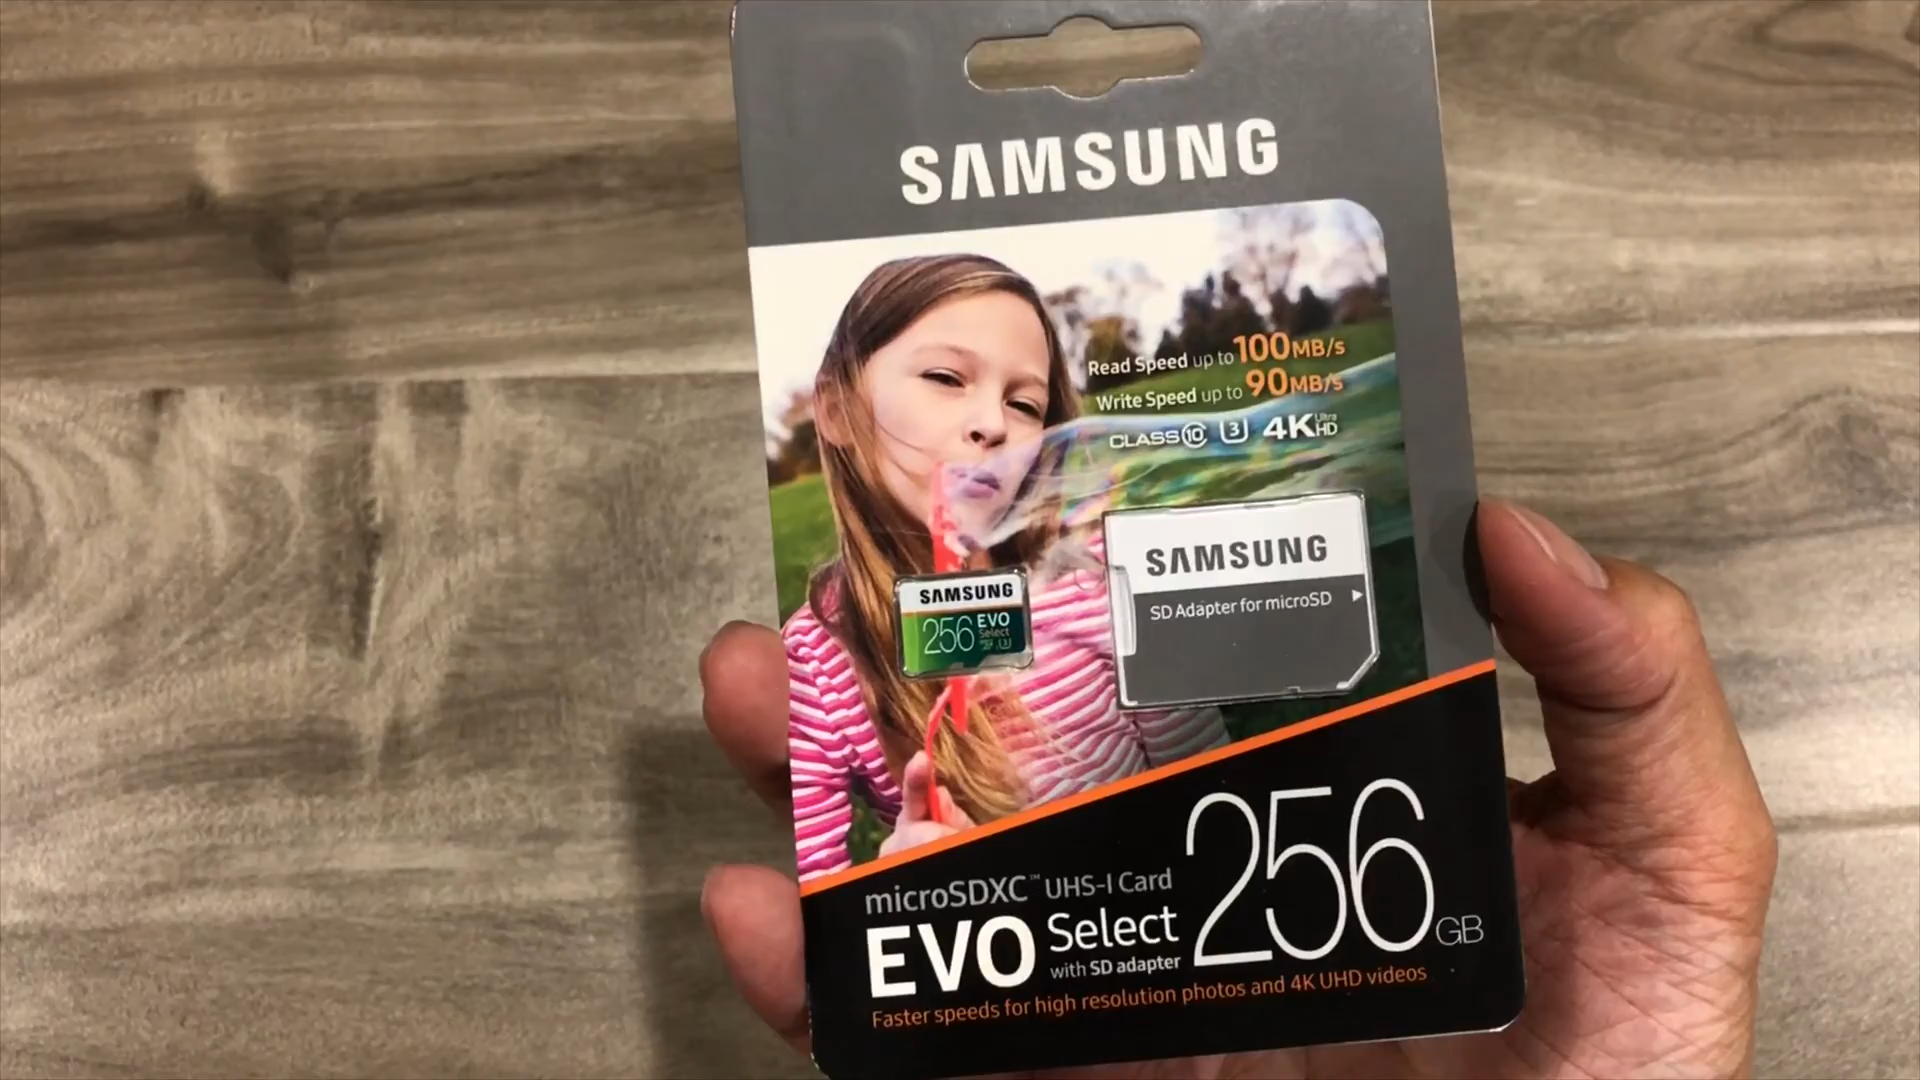 SAMSUNG
Read Speed up to 100MB/s
Write Speed up to 90MB/s
CLASS 10 U3 4K Ultra HD
SAMSUNG
SD Adapter for microSD
SAMSUNG
256 EVO
Select
microSDXC™ UHS-I Card
EVO Select 256GB
with SD adapter
Faster speeds for high resolution photos and 4K UHD videos